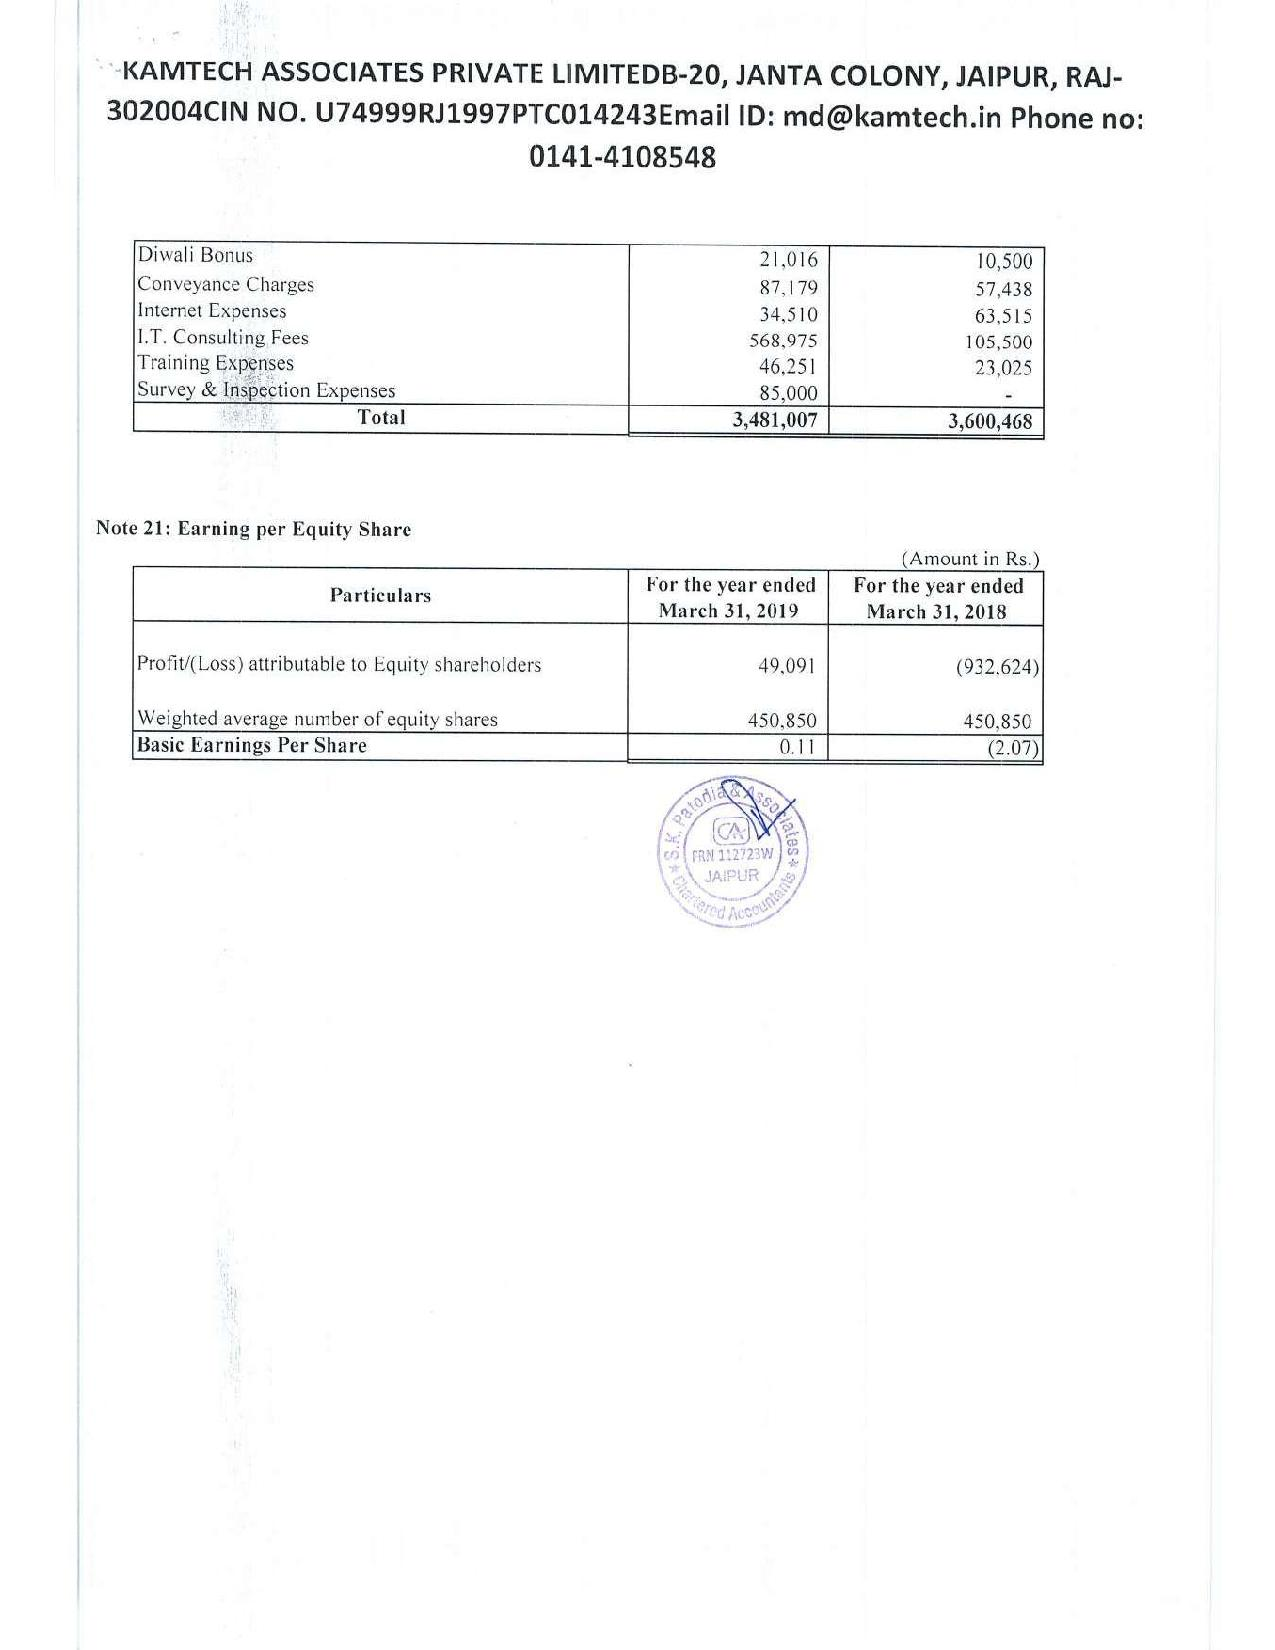 KAMTECH ASSOCIATES PRIVATE LIMITEDB-20, JANTA COLONY, JAIPUR, RAJ-
302004CIN NO. U74999RJ1997PTC014243Email ID: md@kamtech.in Phone no:
0141-4108548
Diwali Bonus 21,016 10,500
Conveyance Charges 87,179 57,438
Internet Expenses 34,510 63,515
I.T. Consulting Fees 568,975 105,500
Training Expenses 46,251 23,025
Survey & Inspection Expenses 85,000 -
Total 3,481,007 3,600,468
Note 21: Earning per Equity Share
(Amount in Rs.)
Particulars For the year ended March 31, 2019 For the year ended March 31, 2018
Profit/(Loss) attributable to Equity shareholders 49,091 (932,624)
Weighted average number of equity shares 450,850 450,850
Basic Earnings Per Share 0.11 (2.07)
S.K. Patodia & Associates
CA
FRN 112723W
JAIPUR
* Chartered Accountants *